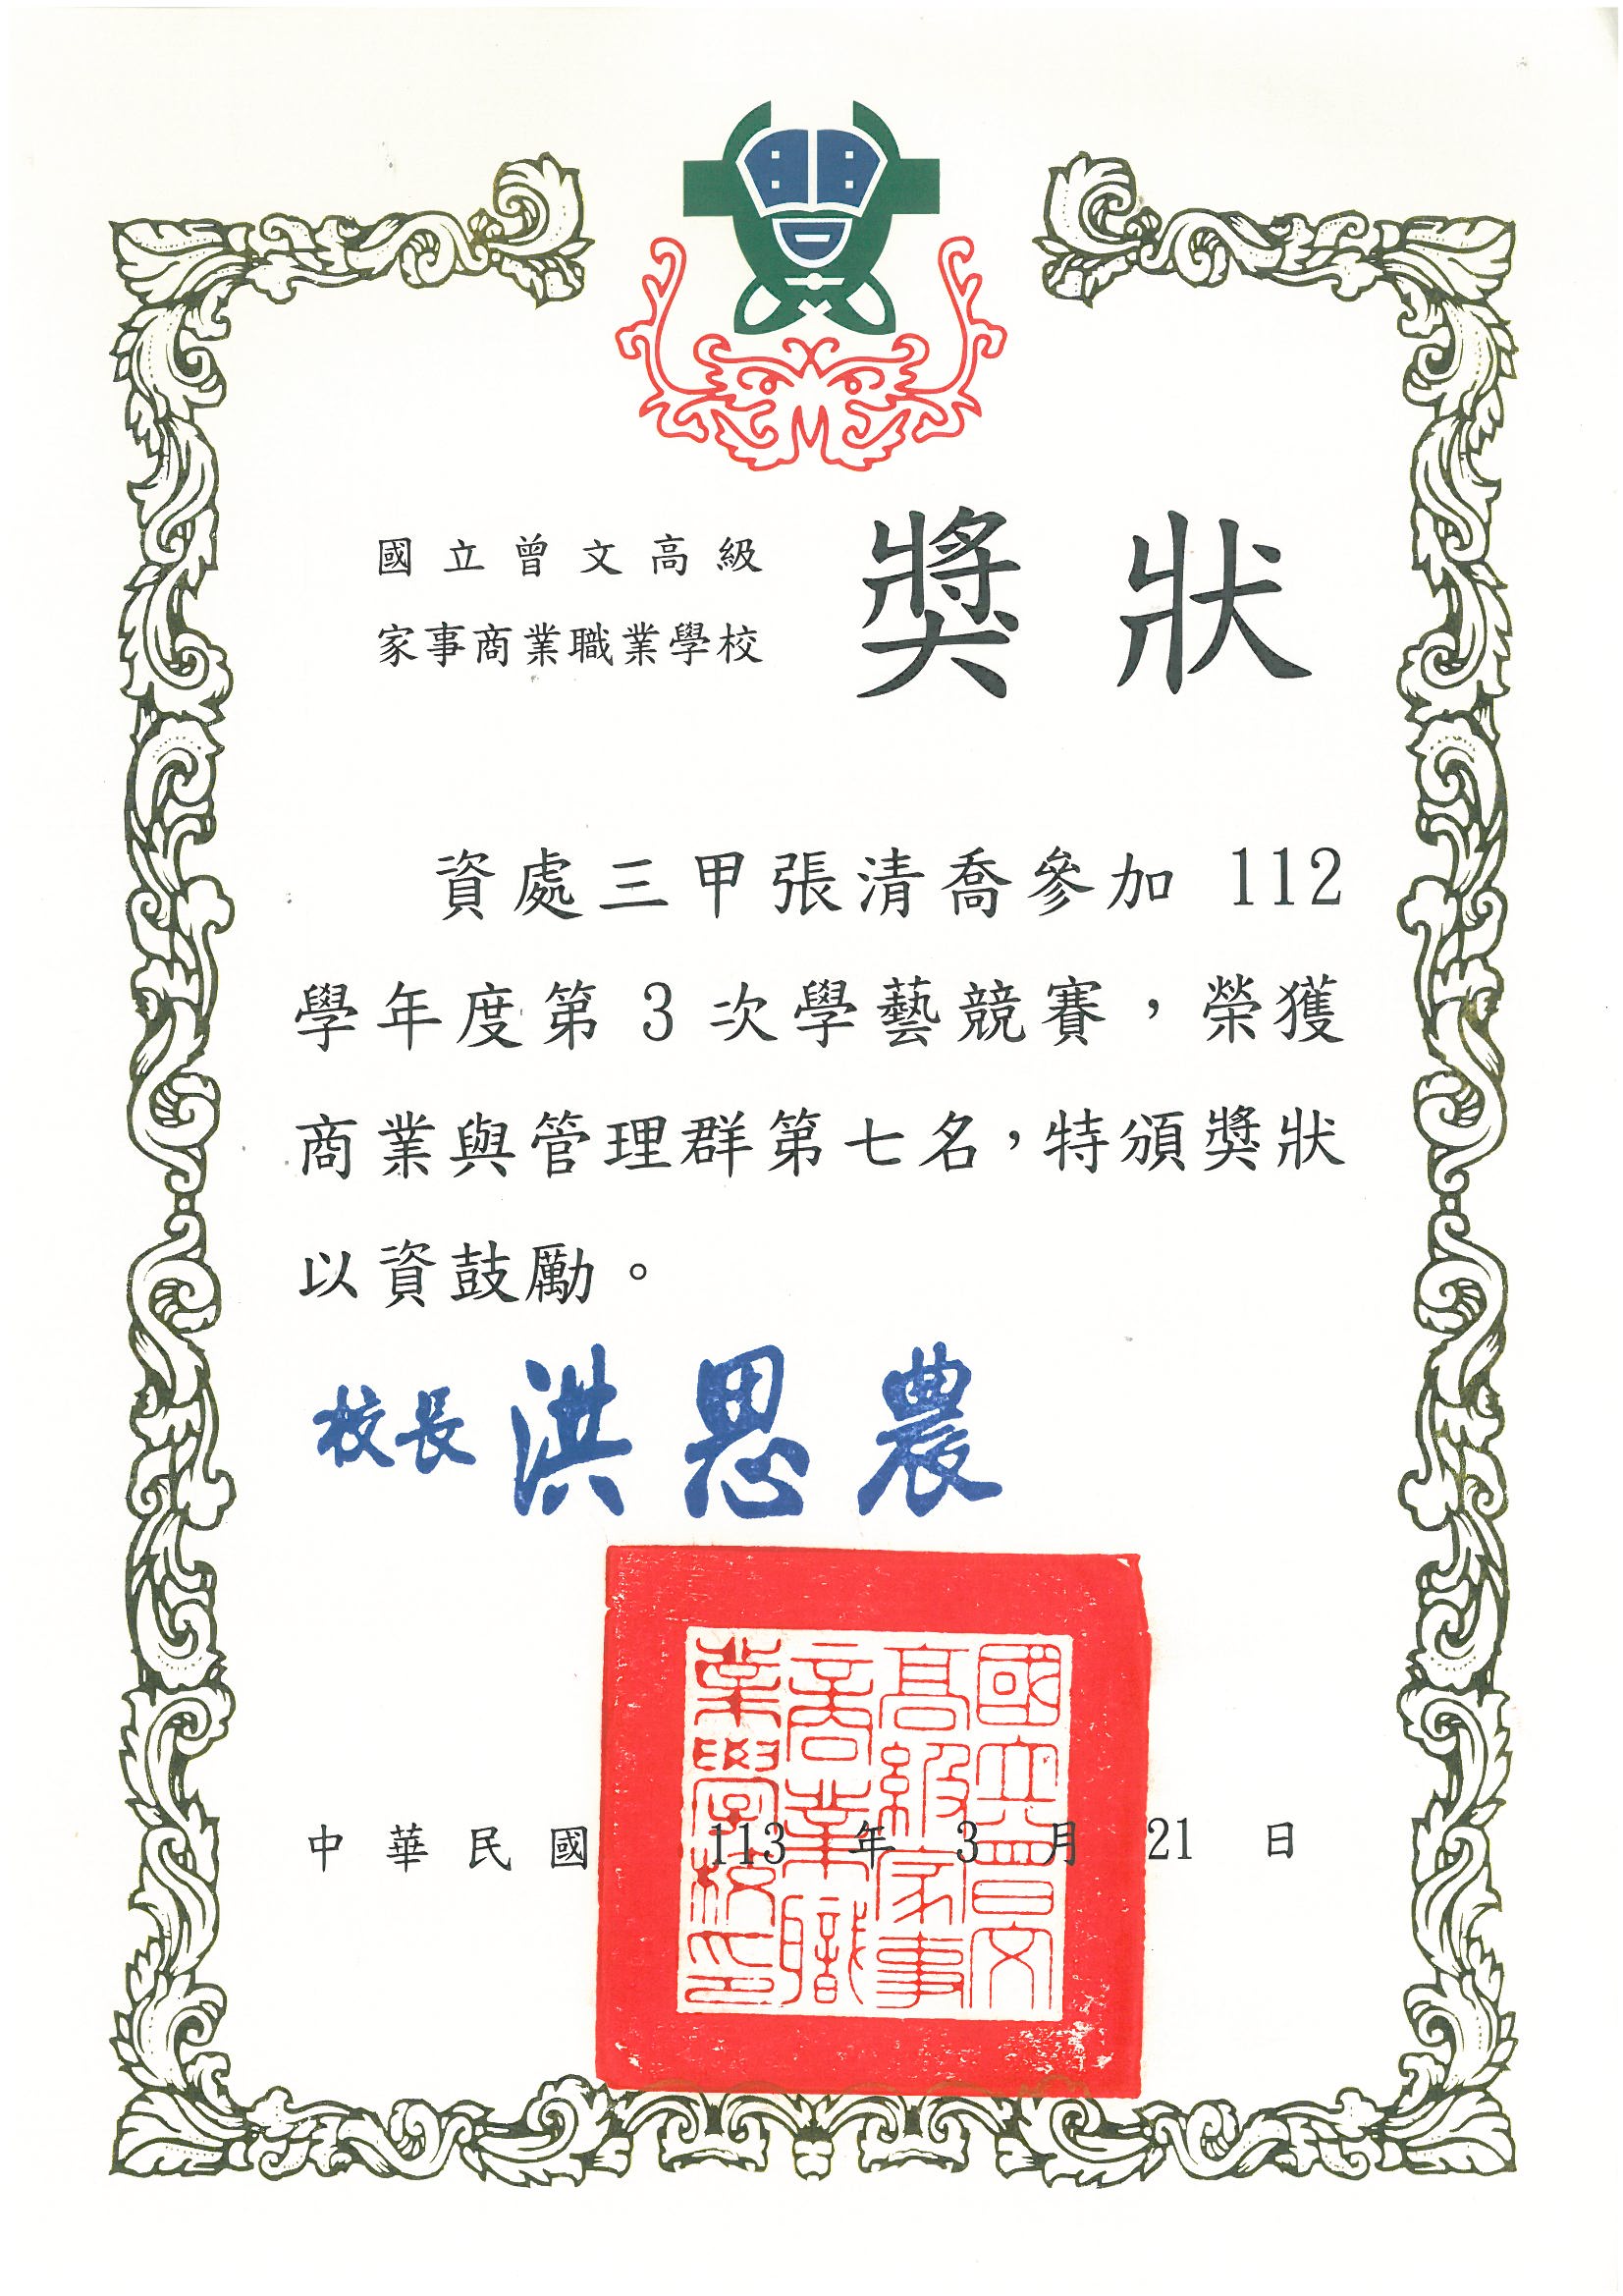 國立曾文高級
家事商業職業學校
獎狀
資處三甲張清喬參加 112
學年度第 3 次學藝競賽，榮獲
商業與管理群第七名，特頒獎狀
以資鼓勵。
校長 洪思農
中華民國 113 年 3 月 21 日
國立曾文
高級家事
商業職
業學校印